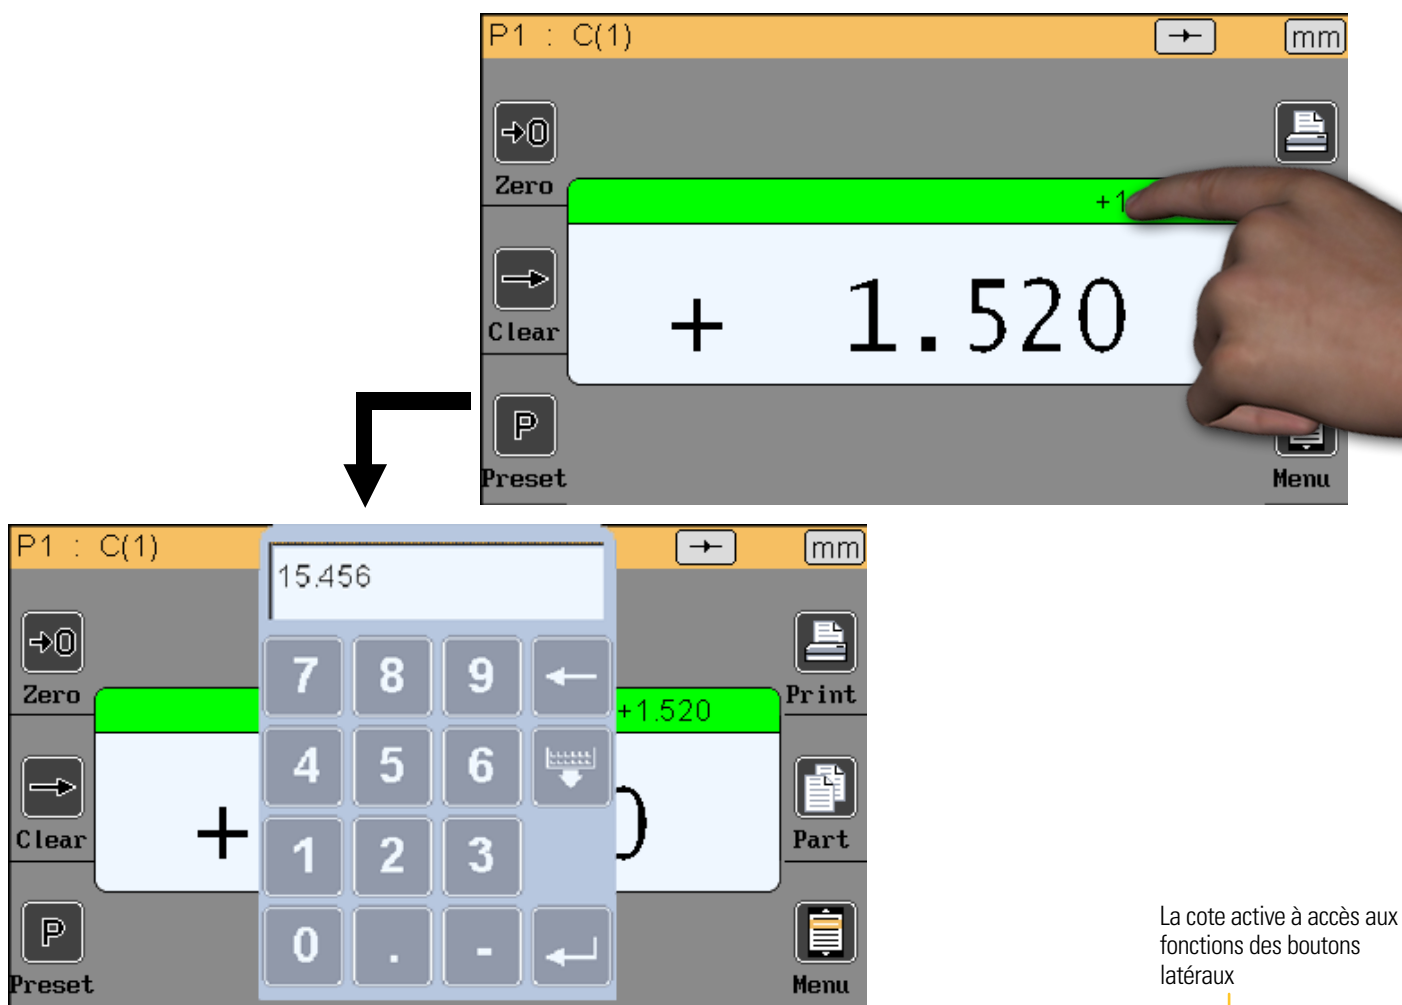 P1 : C(1) mm
Zero
+1
Clear
+ 1.520
P
Preset
Menu
P1 : C(1) mm
15.456
7 8 9
Zero
+1.520
Print
4 5 6
Clear
+
1 2 3
Part
P
0 . -
Preset
Menu
La cote active à accès aux
fonctions des boutons
latéraux